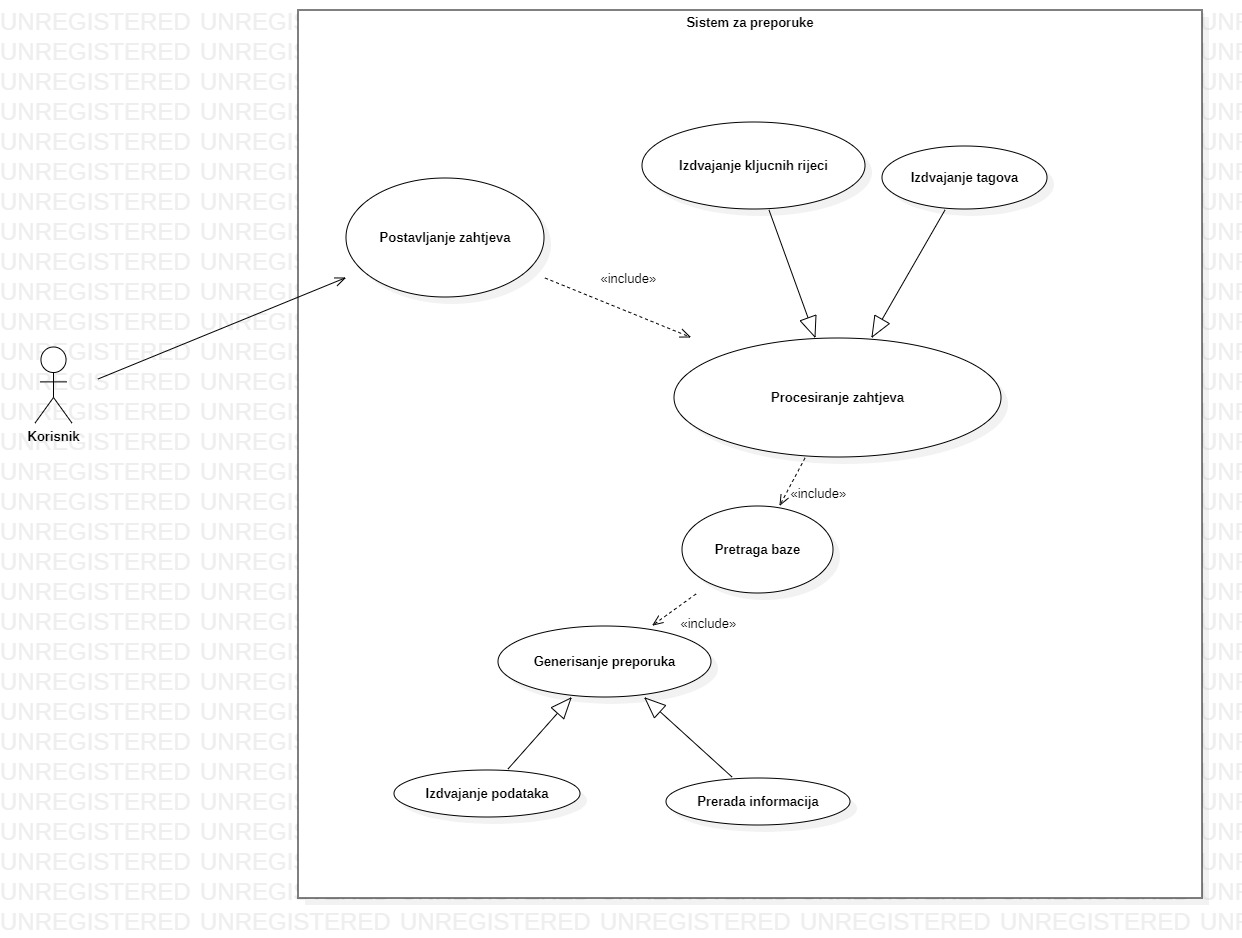 Sistem za preporuke
Izdvajanje kljucnih rijeci
Izdvajanje tagova
Postavljanje zahtjeva
«include»
Korisnik
Procesiranje zahtjeva
«include»
Pretraga baze
«include»
Generisanje preporuka
Izdvajanje podataka
Prerada informacija
UNREGISTERED UNREGISTERED UNREGISTERED UNREGISTERED UNREGISTERED UNREGISTERED